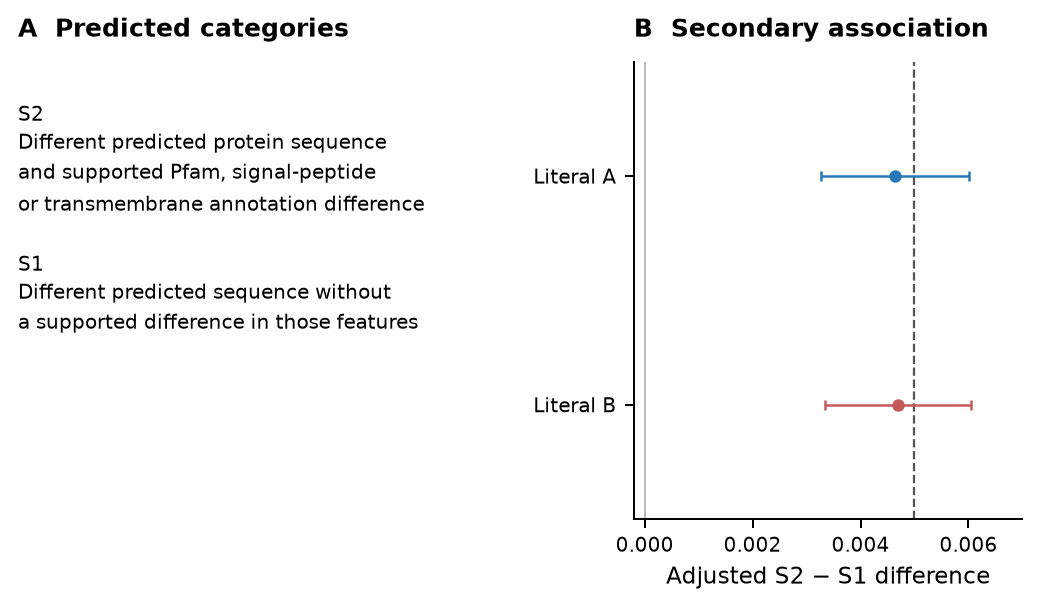 A Predicted categories
S2
Different predicted protein sequence
and supported Pfam, signal-peptide
or transmembrane annotation difference
S1
Different predicted sequence without
a supported difference in those features
B Secondary association
Literal A
Literal B
0.000 0.002 0.004 0.006
Adjusted S2 − S1 difference